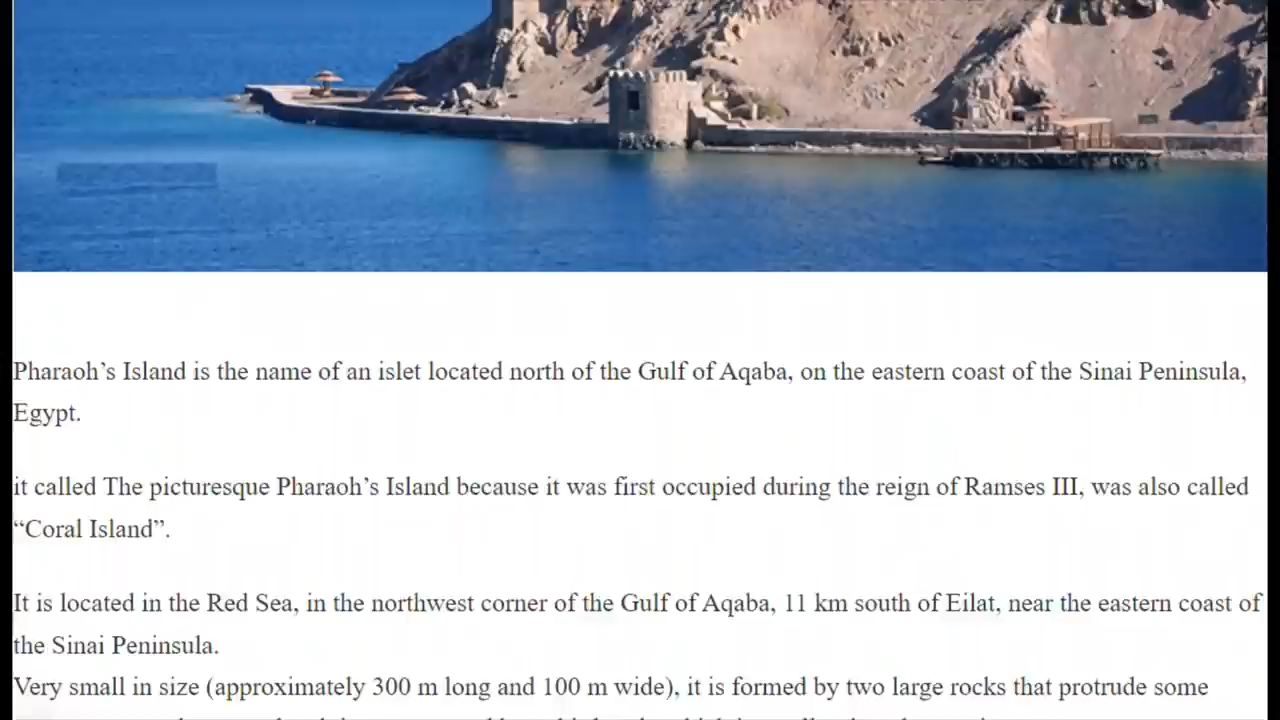 Pharaoh’s Island is the name of an islet located north of the Gulf of Aqaba, on the eastern coast of the Sinai Peninsula,
Egypt.
it called The picturesque Pharaoh’s Island because it was first occupied during the reign of Ramses III, was also called
“Coral Island”.
It is located in the Red Sea, in the northwest corner of the Gulf of Aqaba, 11 km south of Eilat, near the eastern coast of
the Sinai Peninsula.
Very small in size (approximately 300 m long and 100 m wide), it is formed by two large rocks that protrude some